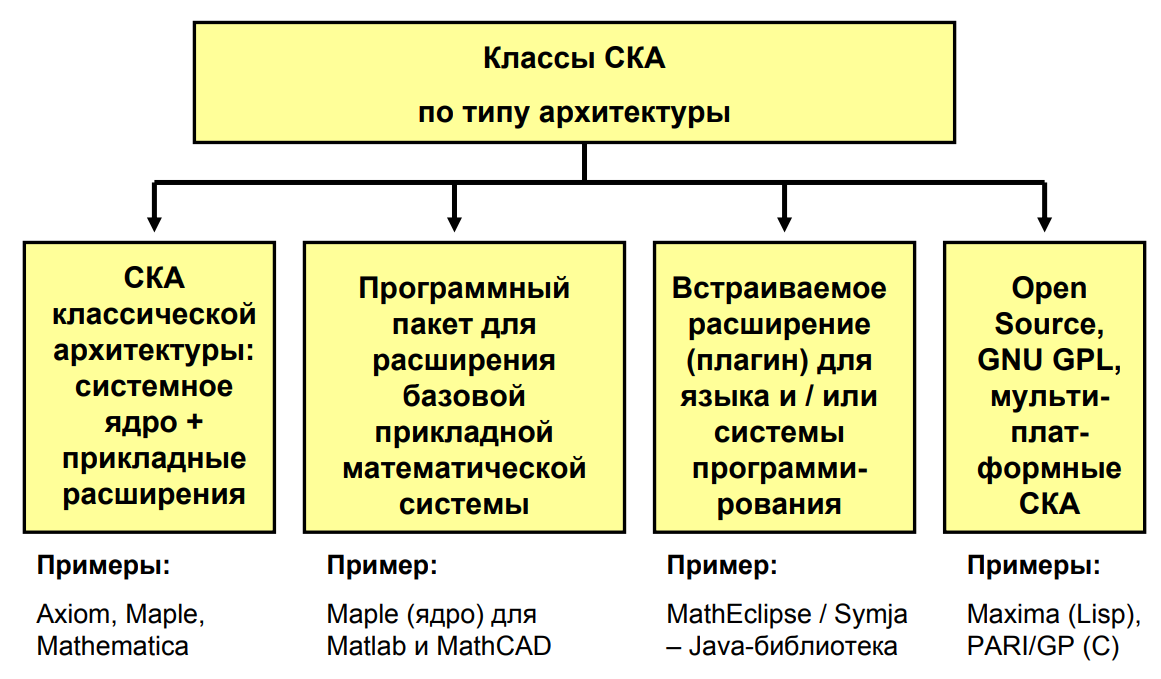 Классы СКА
по типу архитектуры
СКА
классической
архитектуры:
системное
ядро +
прикладные
расширения
Программный
пакет для
расширения
базовой
прикладной
математической
системы
Встраиваемое
расширение
(плагин) для
языка и / или
системы
программи-
рования
Open
Source,
GNU GPL,
мульти-
плат-
формные
СКА
Примеры:
Axiom, Maple,
Mathematica
Пример:
Maple (ядро) для
Matlab и MathCAD
Пример:
MathEclipse / Symja
– Java-библиотека
Примеры:
Maxima (Lisp),
PARI/GP (C)